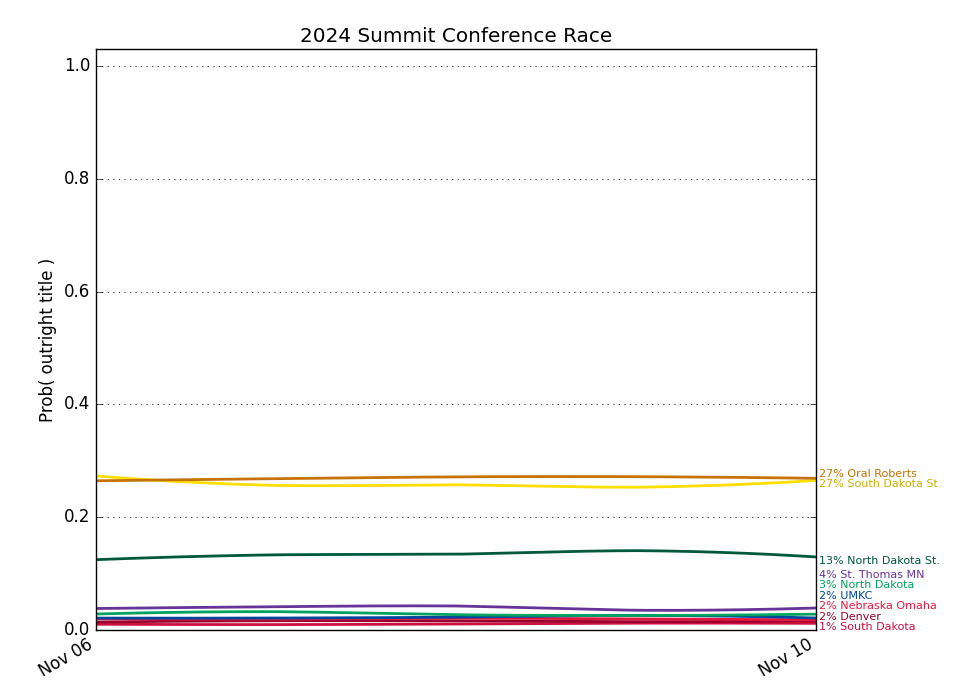 2024 Summit Conference Race
Prob( outright title )
1.0
0.8
0.6
0.4
0.2
0.0
Nov 06
Nov 10
27% Oral Roberts
27% South Dakota St.
13% North Dakota St.
4% St. Thomas MN
3% North Dakota
2% UMKC
2% Nebraska Omaha
2% Denver
1% South Dakota